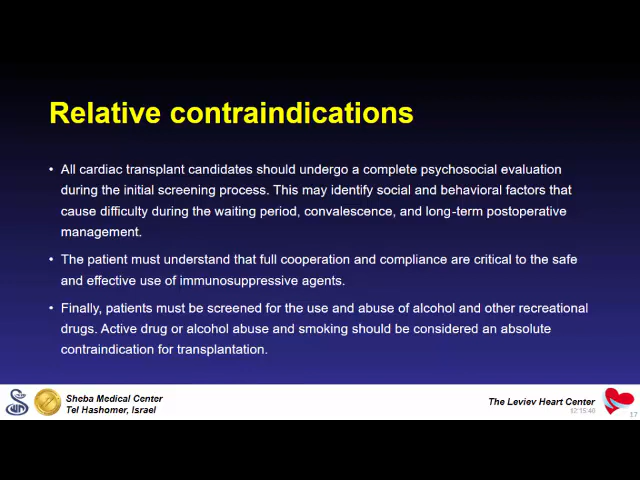 Relative contraindications
• All cardiac transplant candidates should undergo a complete psychosocial evaluation
during the initial screening process. This may identify social and behavioral factors that
cause difficulty during the waiting period, convalescence, and long-term postoperative
management.
• The patient must understand that full cooperation and compliance are critical to the safe
and effective use of immunosuppressive agents.
• Finally, patients must be screened for the use and abuse of alcohol and other recreational
drugs. Active drug or alcohol abuse and smoking should be considered an absolute
contraindication for transplantation.
Sheba Medical Center
Tel Hashomer, Israel
The Leviev Heart Center
17